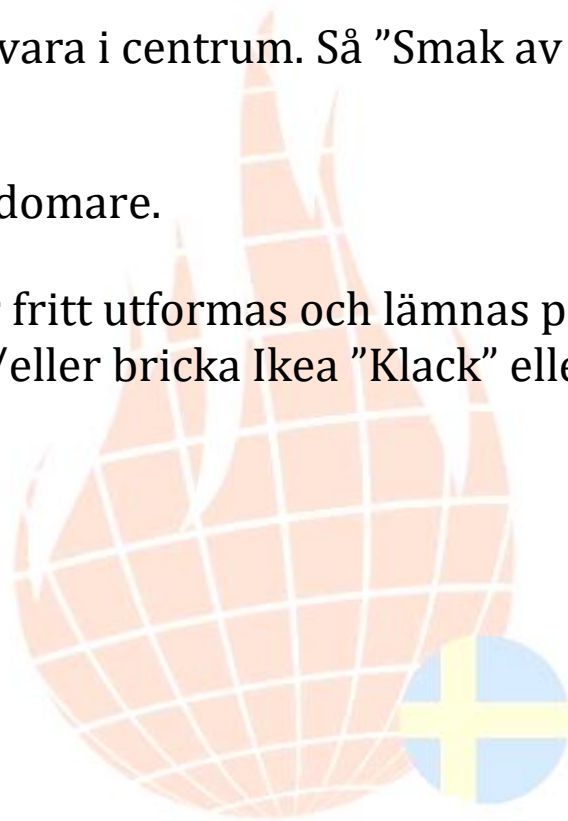 vara i centrum. Så ”Smak av
domare.
fritt utformas och lämnas p
/eller bricka Ikea ”Klack” elle